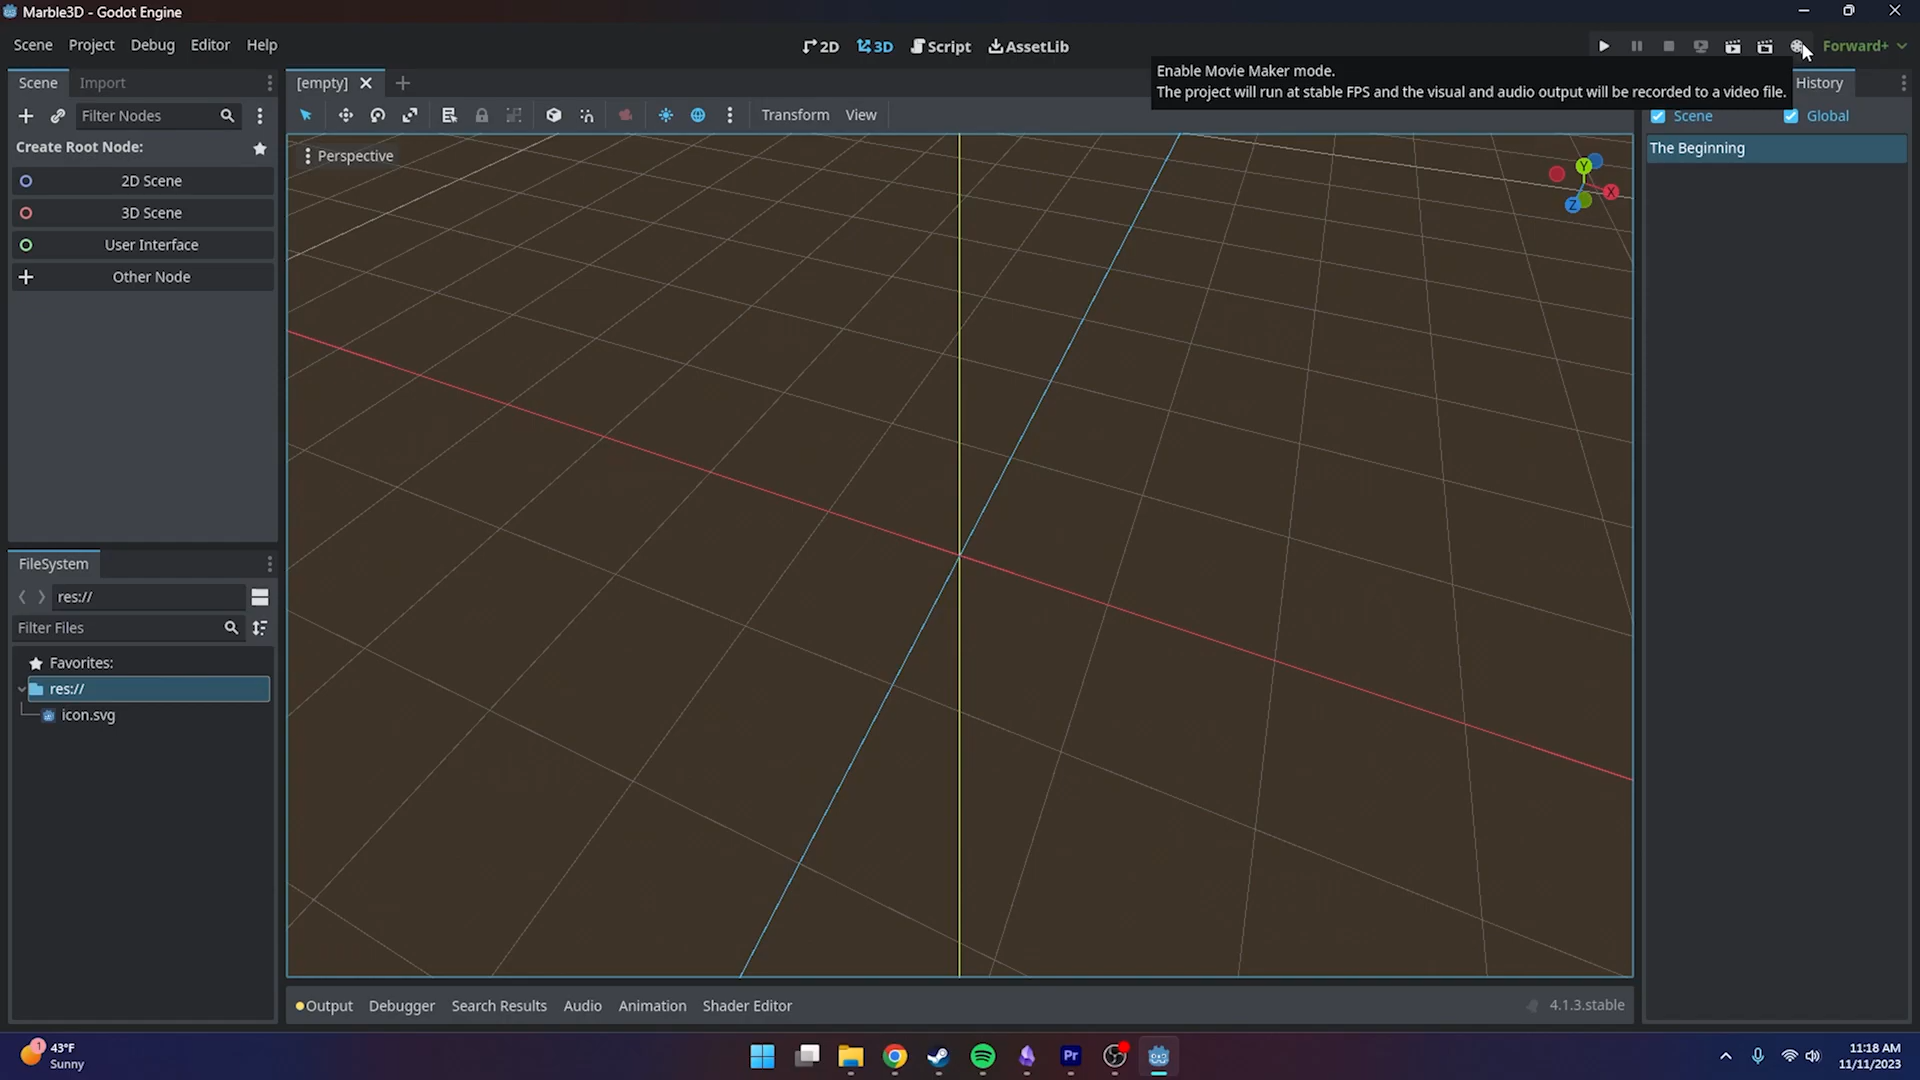 Marble3D - Godot Engine
Scene Project Debug Editor Help
2D 3D Script AssetLib
Forward+
Enable Movie Maker mode.
The project will run at stable FPS and the visual and audio output will be recorded to a video file.
Scene Import
[empty]
History
Filter Nodes
Transform View
Scene Global
Create Root Node:
The Beginning
Perspective
2D Scene
3D Scene
User Interface
Other Node
Y
X
Z
FileSystem
res://
Filter Files
Favorites:
res://
icon.svg
Output Debugger Search Results Audio Animation Shader Editor
4.1.3.stable
1
43°F
Sunny
Pr
11:18 AM
11/11/2023